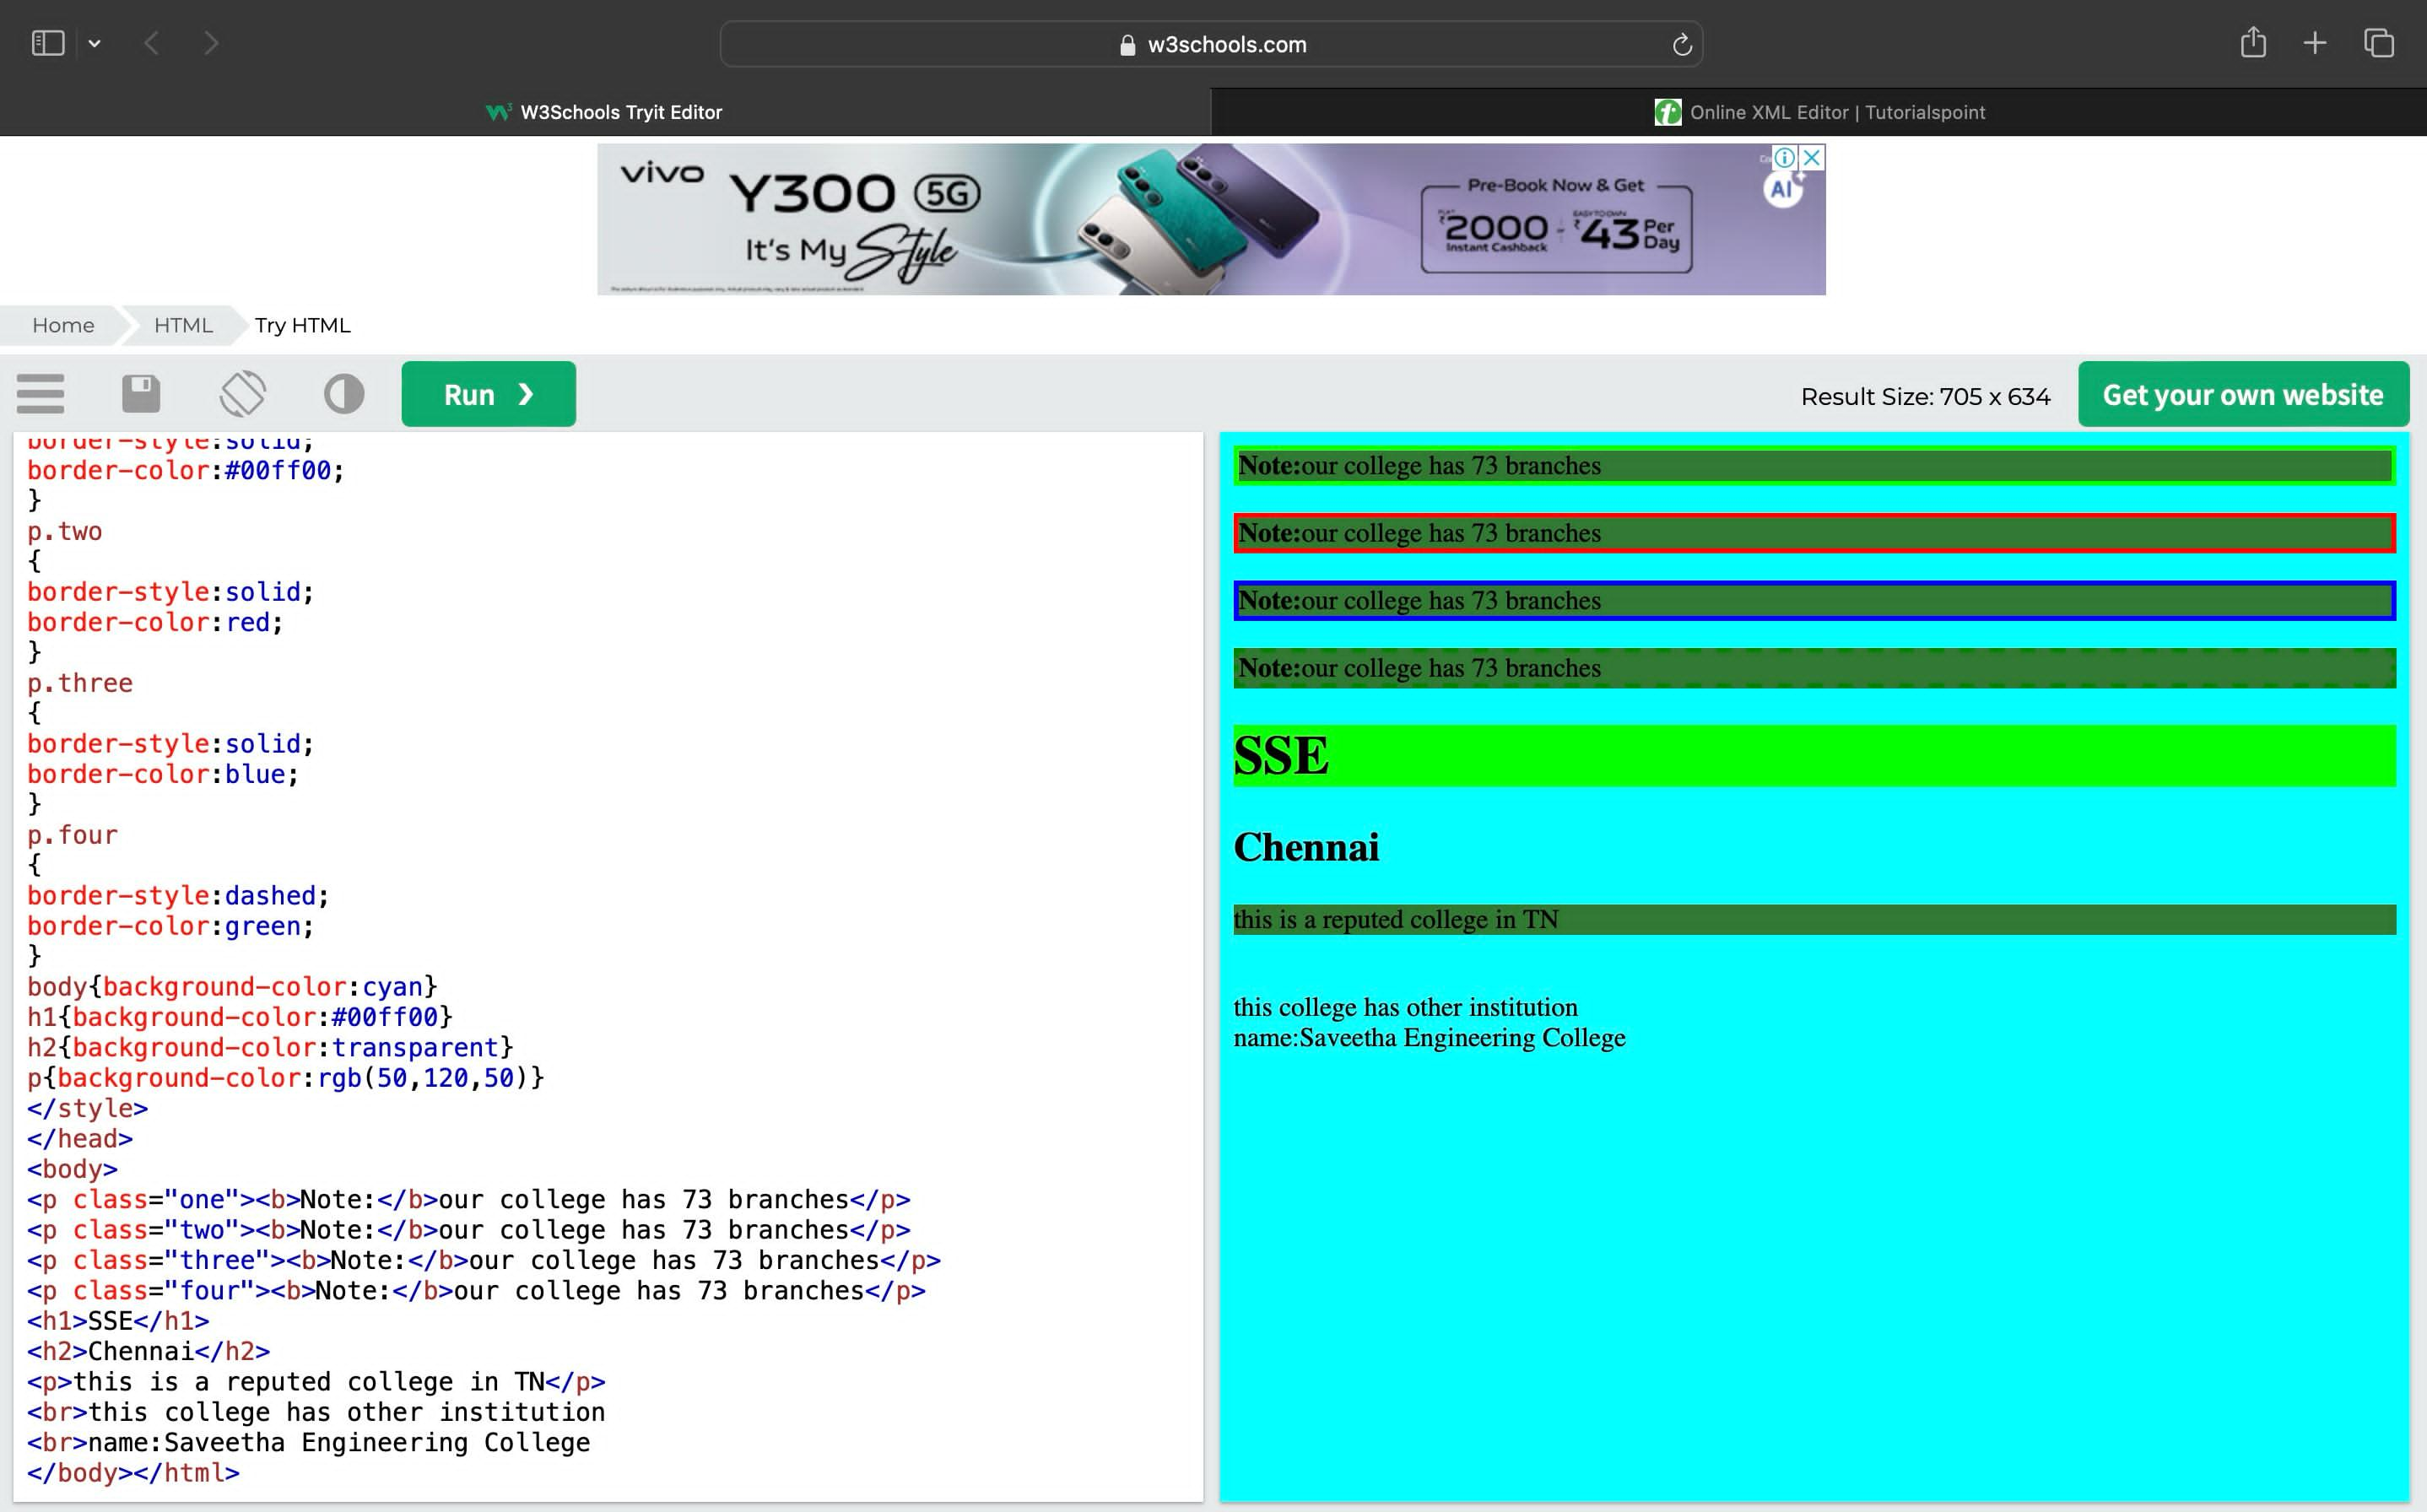 w3schools.com
W3Schools Tryit Editor
Online XML Editor | Tutorialspoint
vivo
Y300 5G
It's My Style
Pre-Book Now & Get
₹2000
Instant Cashback
₹43 Per Day
AI
Home
HTML
Try HTML
Run ❯
Result Size: 705 x 634
Get your own website
border-style:solid;
border-color:#00ff00;
}
p.two
{
border-style:solid;
border-color:red;
}
p.three
{
border-style:solid;
border-color:blue;
}
p.four
{
border-style:dashed;
border-color:green;
}
body{background-color:cyan}
h1{background-color:#00ff00}
h2{background-color:transparent}
p{background-color:rgb(50,120,50)}
</style>
</head>
<body>
<p class="one"><b>Note:</b>our college has 73 branches</p>
<p class="two"><b>Note:</b>our college has 73 branches</p>
<p class="three"><b>Note:</b>our college has 73 branches</p>
<p class="four"><b>Note:</b>our college has 73 branches</p>
<h1>SSE</h1>
<h2>Chennai</h2>
<p>this is a reputed college in TN</p>
<br>this college has other institution
<br>name:Saveetha Engineering College
</body></html>
Note:our college has 73 branches
Note:our college has 73 branches
Note:our college has 73 branches
Note:our college has 73 branches
SSE
Chennai
this is a reputed college in TN
this college has other institution
name:Saveetha Engineering College